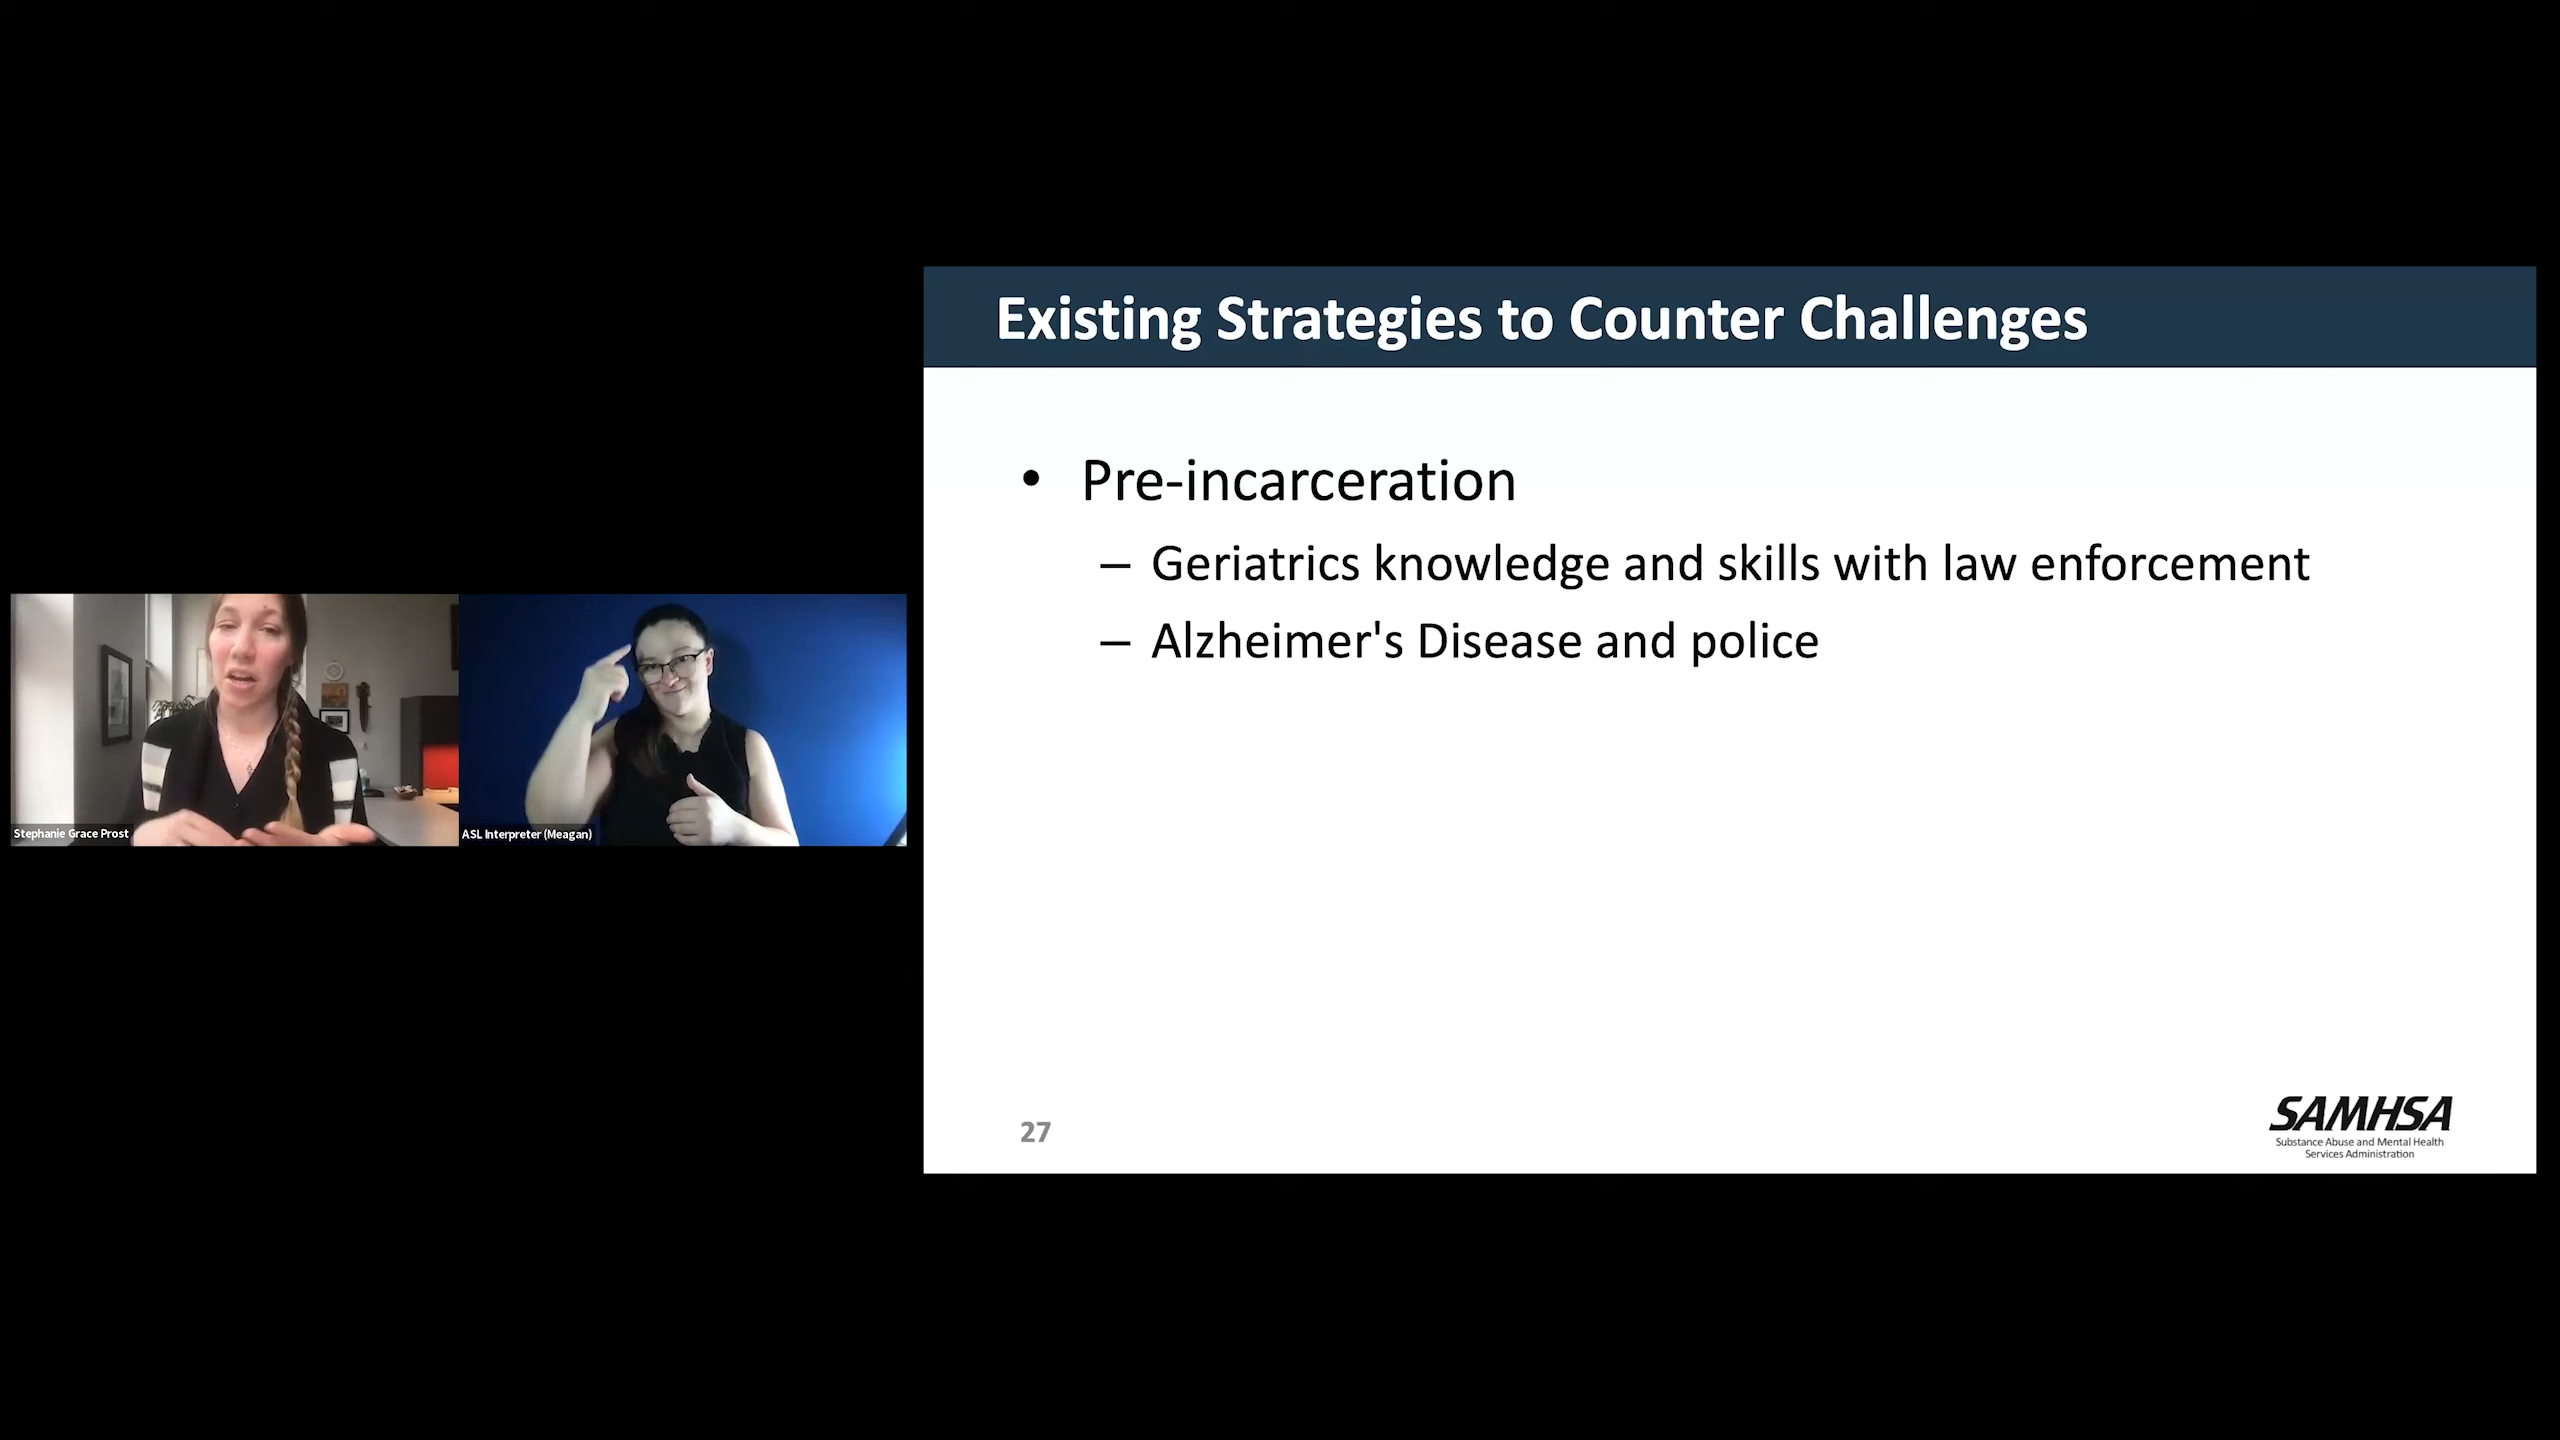 Existing Strategies to Counter Challenges
• Pre-incarceration
– Geriatrics knowledge and skills with law enforcement
– Alzheimer's Disease and police
Stephanie Grace Prost
ASL Interpreter (Meagan)
27
SAMHSA
Substance Abuse and Mental Health
Services Administration